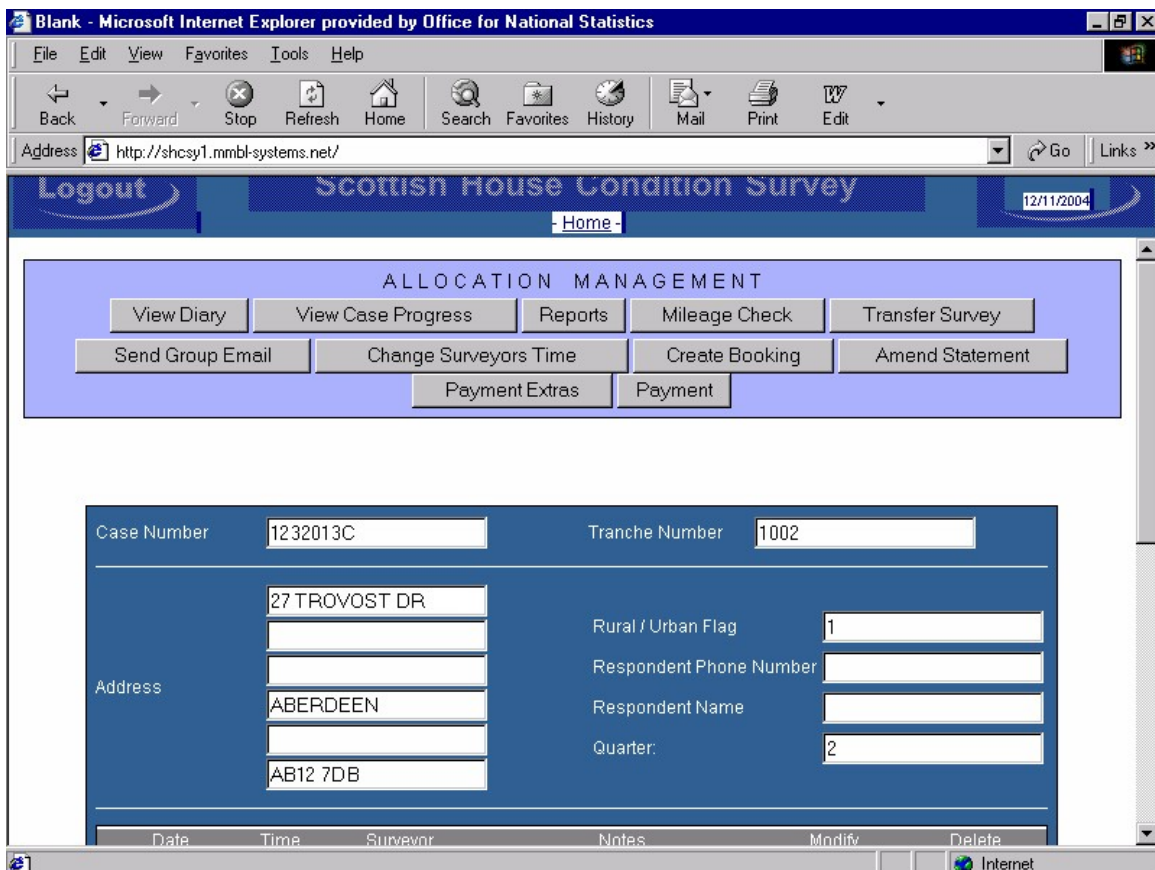 Blank - Microsoft Internet Explorer provided by Office for National Statistics
File Edit View Favorites Tools Help
Back Forward Stop Refresh Home Search Favorites History Mail Print Edit
Address http://shcsy1.mmbl-systems.net/ Go Links »
Logout Scottish House Condition Survey 12/11/2004
- Home -
ALLOCATION MANAGEMENT
View Diary View Case Progress Reports Mileage Check Transfer Survey
Send Group Email Change Surveyors Time Create Booking Amend Statement
Payment Extras Payment
Case Number 1232013C Tranche Number 1002
27 TROVOST DR
Rural / Urban Flag 1
Respondent Phone Number
Address
ABERDEEN Respondent Name
Quarter: 2
AB12 7DB
Date Time Surveyor Notes Modify Delete
Internet